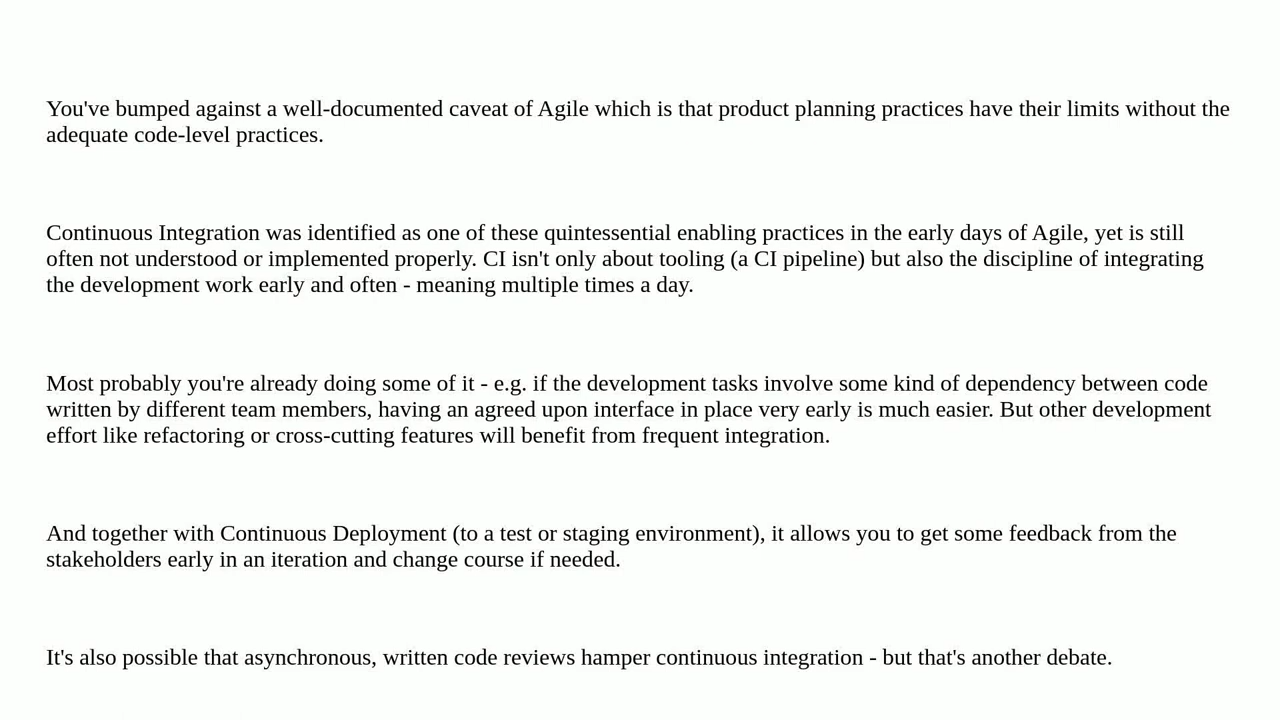 You've bumped against a well-documented caveat of Agile which is that product planning practices have their limits without the
adequate code-level practices.
Continuous Integration was identified as one of these quintessential enabling practices in the early days of Agile, yet is still
often not understood or implemented properly. CI isn't only about tooling (a CI pipeline) but also the discipline of integrating
the development work early and often - meaning multiple times a day.
Most probably you're already doing some of it - e.g. if the development tasks involve some kind of dependency between code
written by different team members, having an agreed upon interface in place very early is much easier. But other development
effort like refactoring or cross-cutting features will benefit from frequent integration.
And together with Continuous Deployment (to a test or staging environment), it allows you to get some feedback from the
stakeholders early in an iteration and change course if needed.
It's also possible that asynchronous, written code reviews hamper continuous integration - but that's another debate.